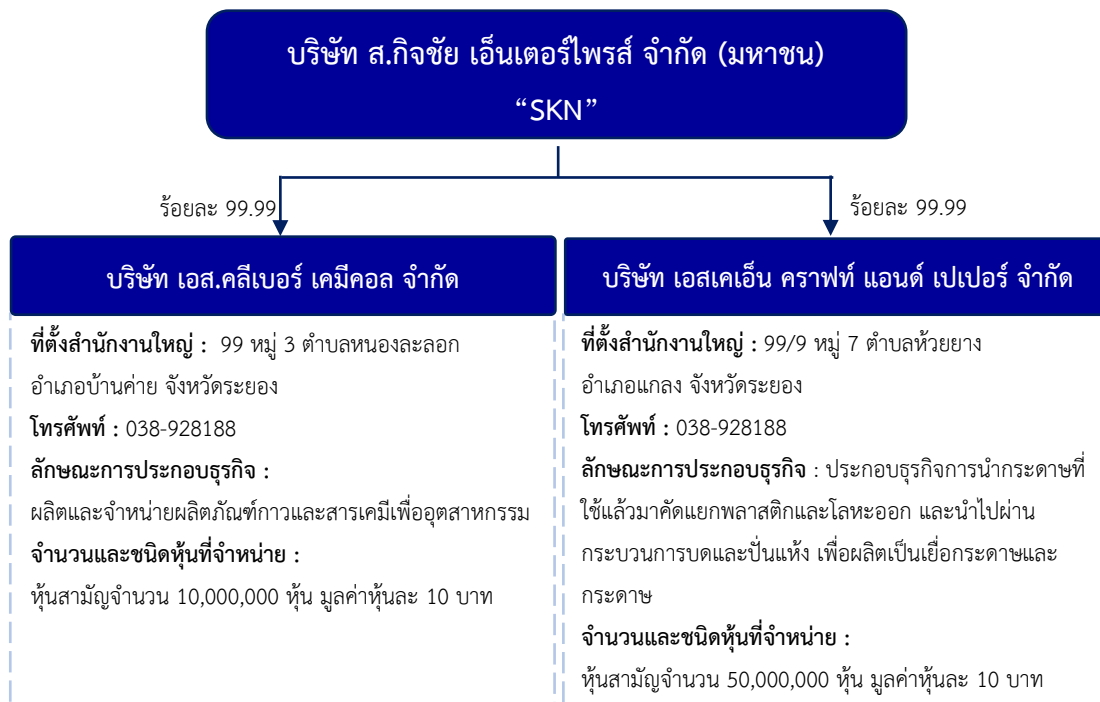 บริษัท ส.กิจชัย เอ็นเตอร์ไพรส์ จำกัด (มหาชน)
“SKN”
ร้อยละ 99.99
ร้อยละ 99.99
บริษัท เอส.คลีเบอร์ เคมีคอล จำกัด
ที่ตั้งสำนักงานใหญ่ : 99 หมู่ 3 ตำบลหนองละลอก
อำเภอบ้านค่าย จังหวัดระยอง
โทรศัพท์ : 038-928188
ลักษณะการประกอบธุรกิจ :
ผลิตและจำหน่ายผลิตภัณฑ์กาวและสารเคมีเพื่ออุตสาหกรรม
จำนวนและชนิดหุ้นที่จำหน่าย :
หุ้นสามัญจำนวน 10,000,000 หุ้น มูลค่าหุ้นละ 10 บาท
บริษัท เอสเคเอ็น คราฟท์ แอนด์ เปเปอร์ จำกัด
ที่ตั้งสำนักงานใหญ่ : 99/9 หมู่ 7 ตำบลห้วยยาง
อำเภอแกลง จังหวัดระยอง
โทรศัพท์ : 038-928188
ลักษณะการประกอบธุรกิจ : ประกอบธุรกิจการนำกระดาษที่
ใช้แล้วมาคัดแยกพลาสติกและโลหะออก และนำไปผ่าน
กระบวนการบดและปั่นแห้ง เพื่อผลิตเป็นเยื่อกระดาษและ
กระดาษ
จำนวนและชนิดหุ้นที่จำหน่าย :
หุ้นสามัญจำนวน 50,000,000 หุ้น มูลค่าหุ้นละ 10 บาท